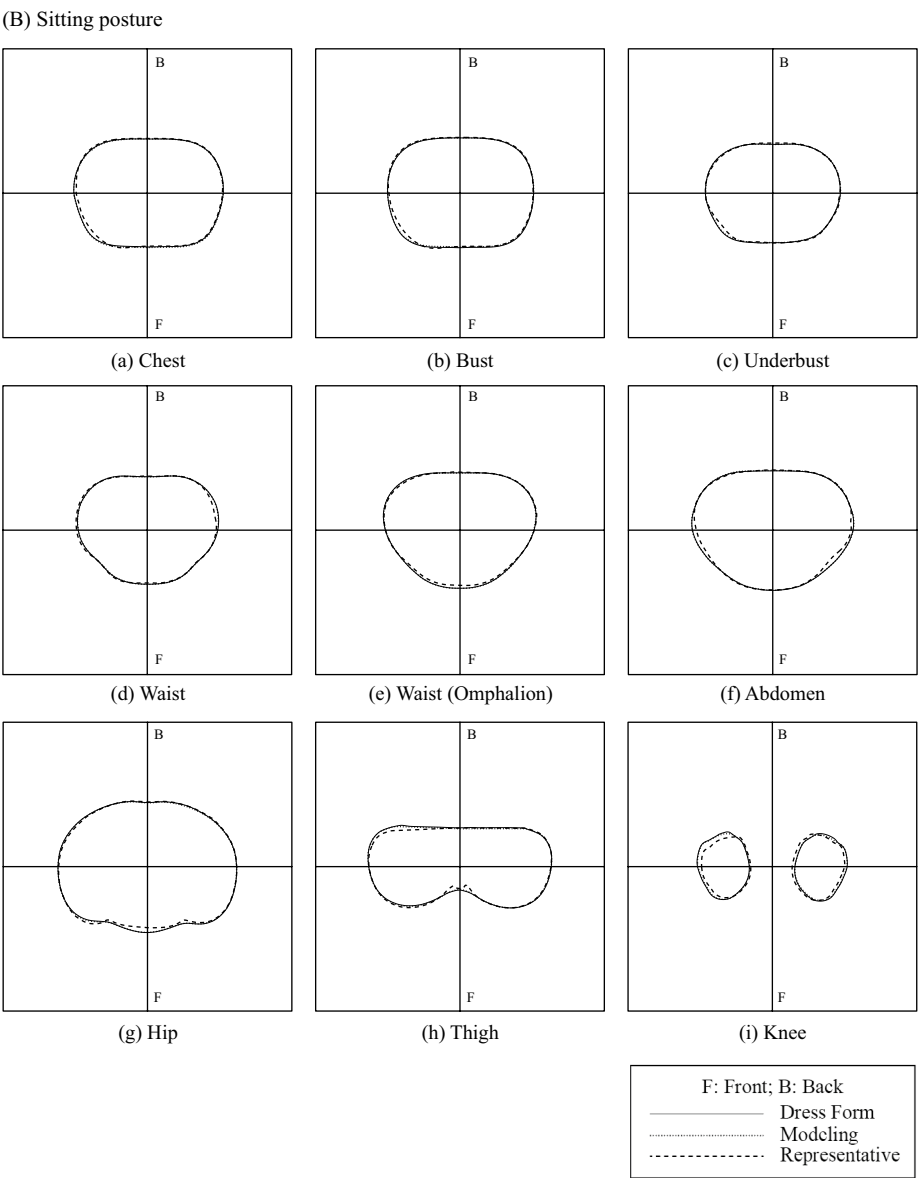 (B) Sitting posture
B
B
B
F
F
F
(a) Chest
(b) Bust
(c) Underbust
B
B
B
F
F
F
(d) Waist
(e) Waist (Omphalion)
(f) Abdomen
B
B
B
F
F
F
(g) Hip
(h) Thigh
(i) Knee
F: Front; B: Back
Dress Form
Modeling
Representative